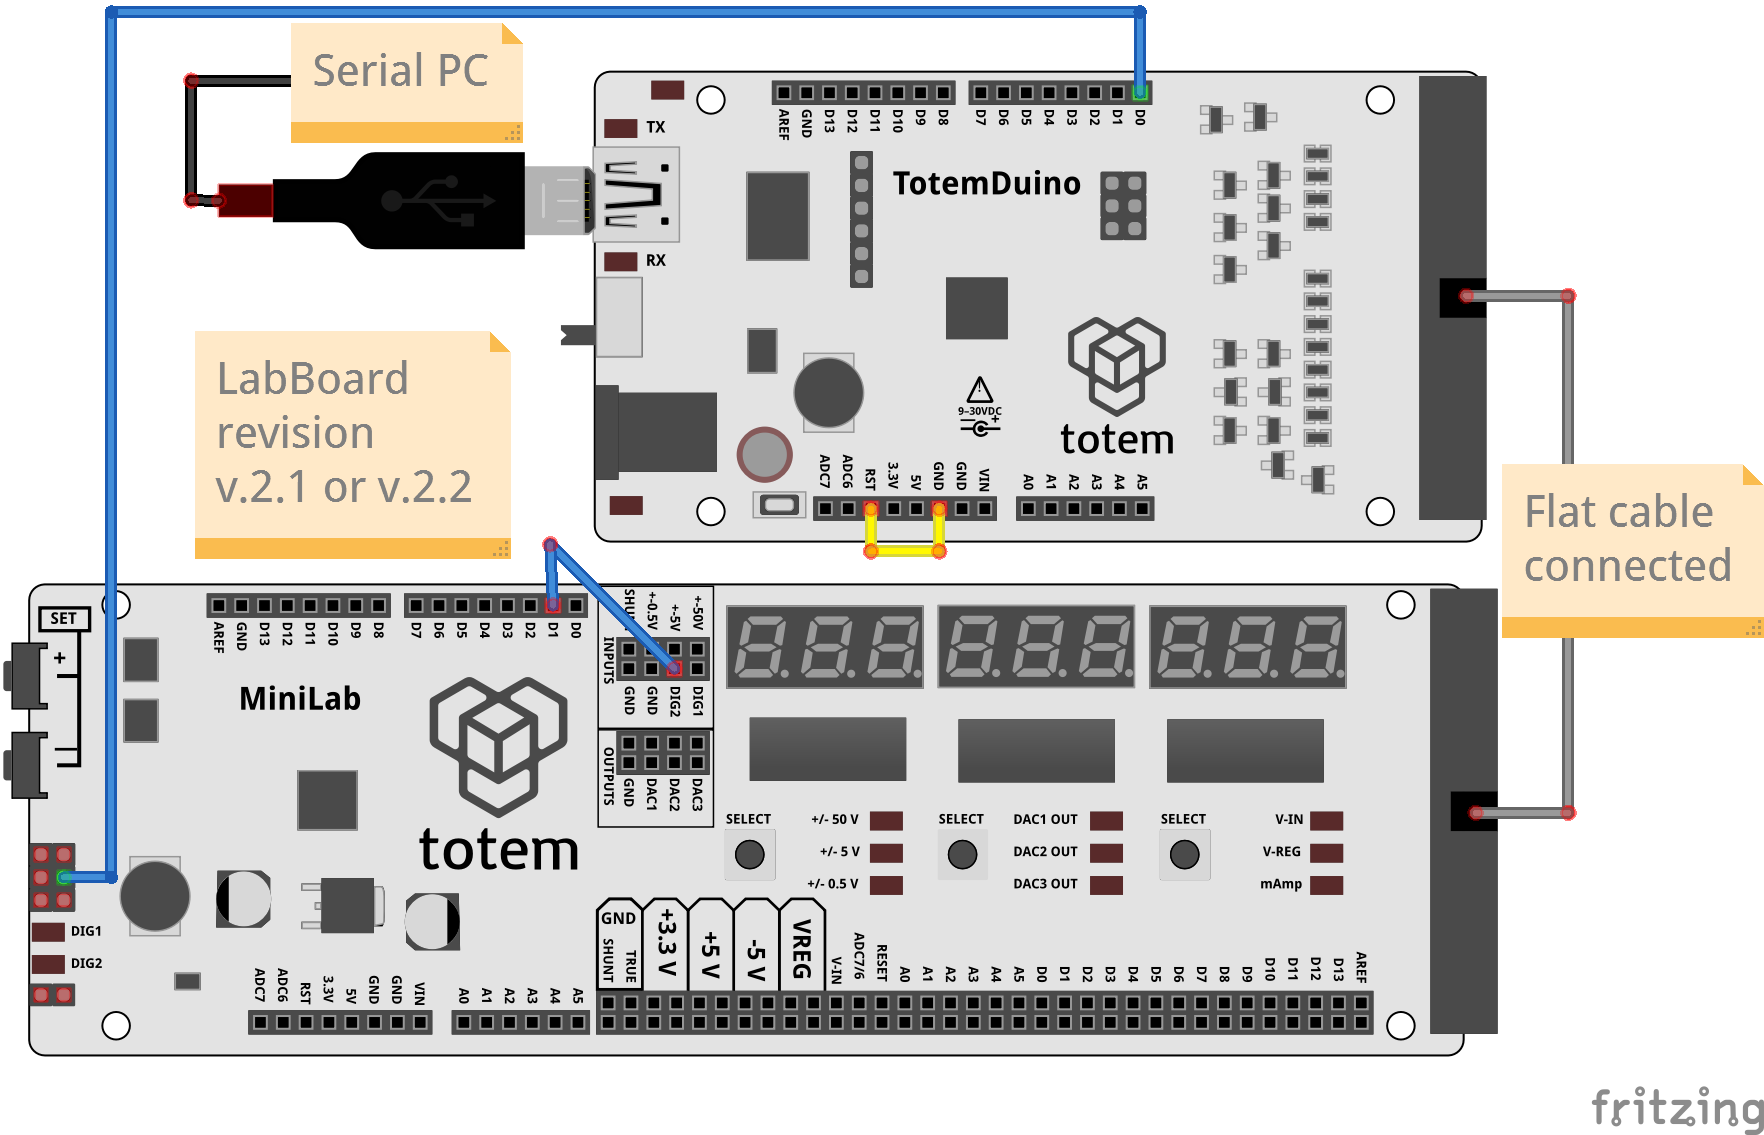 Serial PC
TX
RX
AREF GND D13 D12 D11 D10 D9 D8 D7 D6 D5 D4 D3 D2 D1 D0
TotemDuino
9-30VDC
totem
ADC7 ADC6 RST 3.3V 5V GND GND VIN A0 A1 A2 A3 A4 A5
LabBoard
revision
v.2.1 or v.2.2
Flat cable
connected
SET
+
AREF GND D13 D12 D11 D10 D9 D8 D7 D6 D5 D4 D3 D2 D1 D0
MiniLab
totem
+-0.5V +-5V +-50V
INPUTS
GND GND DIG2 DIG1
OUTPUTS
GND DAC1 DAC2 DAC3
SELECT +/- 50 V
+/- 5 V
+/- 0.5 V
SELECT DAC1 OUT
DAC2 OUT
DAC3 OUT
SELECT V-IN
V-REG
mAmp
DIG1
DIG2
ADC7 ADC6 RST 3.3V 5V GND GND VIN A0 A1 A2 A3 A4 A5
GND
SHUNT TRUE
+3.3 V +5 V -5 V VREG
V-IN ADC7/6 RESET A0 A1 A2 A3 A4 A5 D0 D1 D2 D3 D4 D5 D6 D7 D8 D9 D10 D11 D12 D13 AREF
fritzing